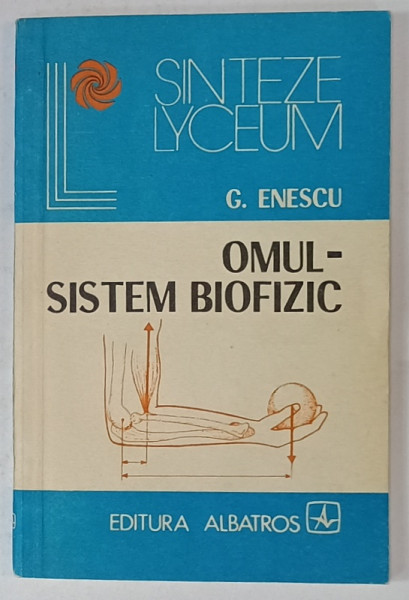 SINTEZE
LYCEUM
G. ENESCU
OMUL-
SISTEM BIOFIZIC
EDITURA ALBATROS